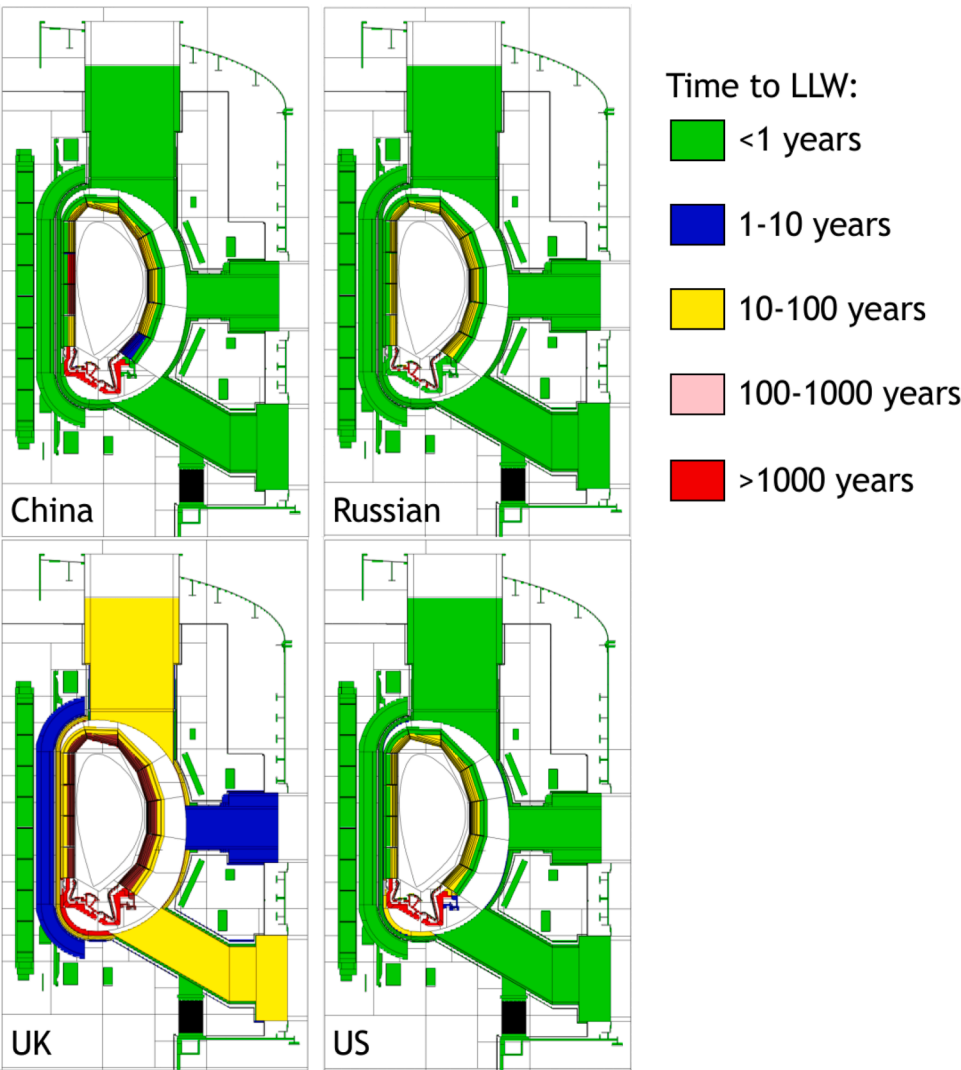 Time to LLW:
<1 years
1-10 years
10-100 years
100-1000 years
>1000 years
China
Russian
UK
US